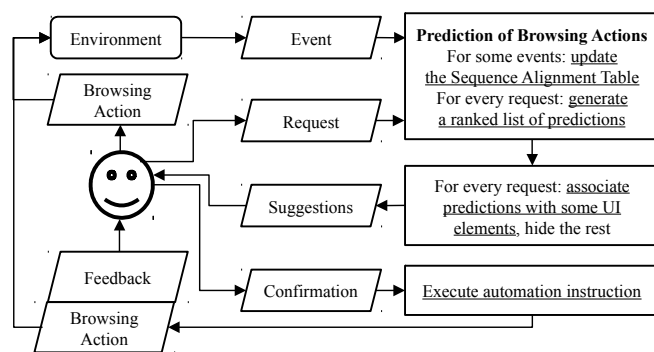 Environment
Event
Prediction of Browsing Actions
For some events: update
the Sequence Alignment Table
For every request: generate
a ranked list of predictions
Browsing
Action
Request
Suggestions
For every request: associate
predictions with some UI
elements, hide the rest
Feedback
Browsing
Action
Confirmation
Execute automation instruction